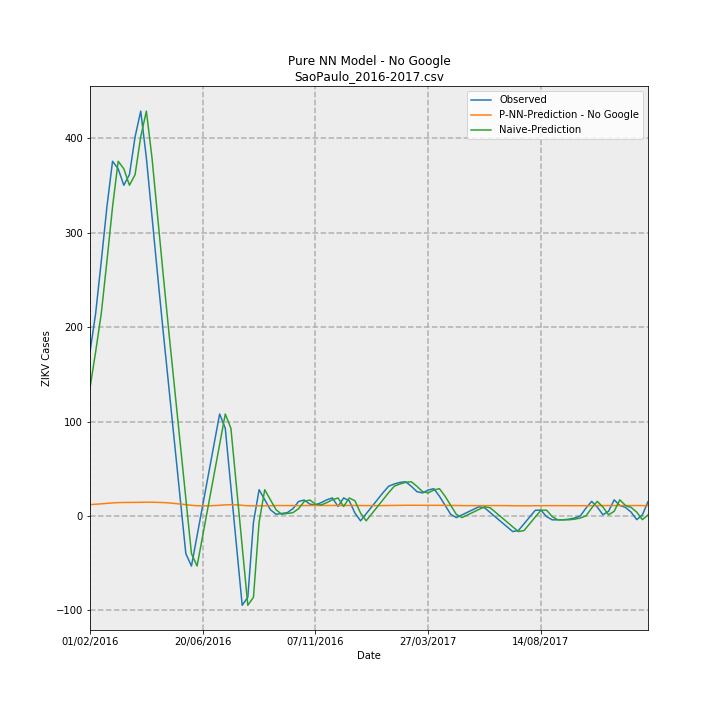 Pure NN Model - No Google
SaoPaulo_2016-2017.csv
Observed
P-NN-Prediction - No Google
Naive-Prediction
ZIKV Cases
400
300
200
100
0
−100
01/02/2016
20/06/2016
07/11/2016
27/03/2017
14/08/2017
Date